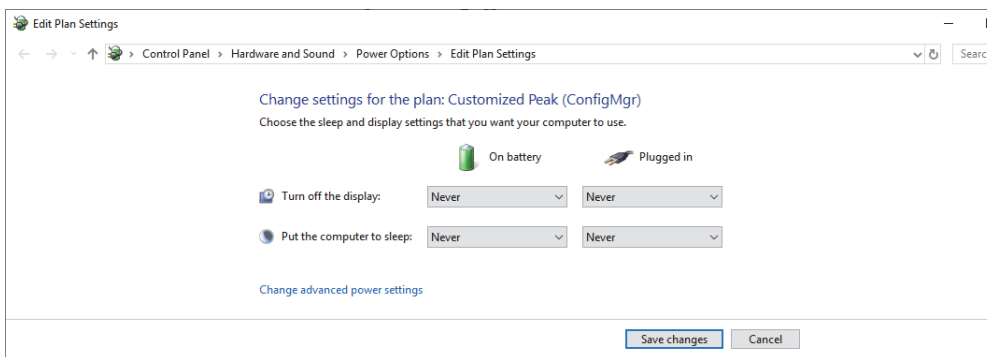 Edit Plan Settings
Control Panel > Hardware and Sound > Power Options > Edit Plan Settings
Searc
Change settings for the plan: Customized Peak (ConfigMgr)
Choose the sleep and display settings that you want your computer to use.
On battery Plugged in
Turn off the display: Never Never
Put the computer to sleep: Never Never
Change advanced power settings
Save changes Cancel